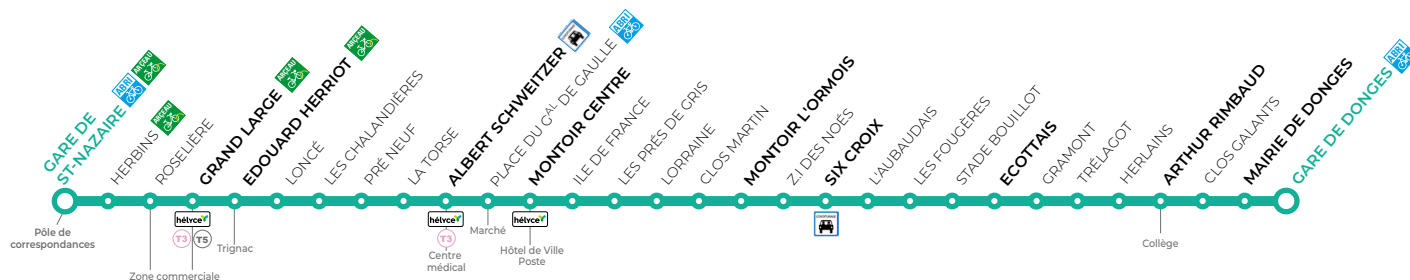 GARE DE
ST-NAZAIRE
ABRI
ARCEAU
HERBINS
ARCEAU
ROSELIÈRE
GRAND LARGE
ARCEAU
EDOUARD HERRIOT
ARCEAU
LONCÉ
LES CHALANDIÈRES
PRÉ NEUF
LA TORSE
ALBERT SCHWEITZER
COVOITURAGE
PLACE DU CAL DE GAULLE
ABRI
MONTOIR CENTRE
ILE DE FRANCE
LES PRÉS DE GRIS
LORRAINE
CLOS MARTIN
MONTOIR L'ORMOIS
Z.I DES NOÉS
SIX CROIX
L'AUBAUDAIS
LES FOUGÈRES
STADE BOUILLOT
ECOTTAIS
GRAMONT
TRÉLAGOT
HERLAINS
ARTHUR RIMBAUD
CLOS GALANTS
MAIRIE DE DONGES
GARE DE DONGES
ABRI
Pôle de
correspondances
Zone commerciale
hélyce
T3 T5
Trignac
hélyce
T3
Centre
médical
Marché
hélyce
Hôtel de Ville
Poste
COVOITURAGE
Collège